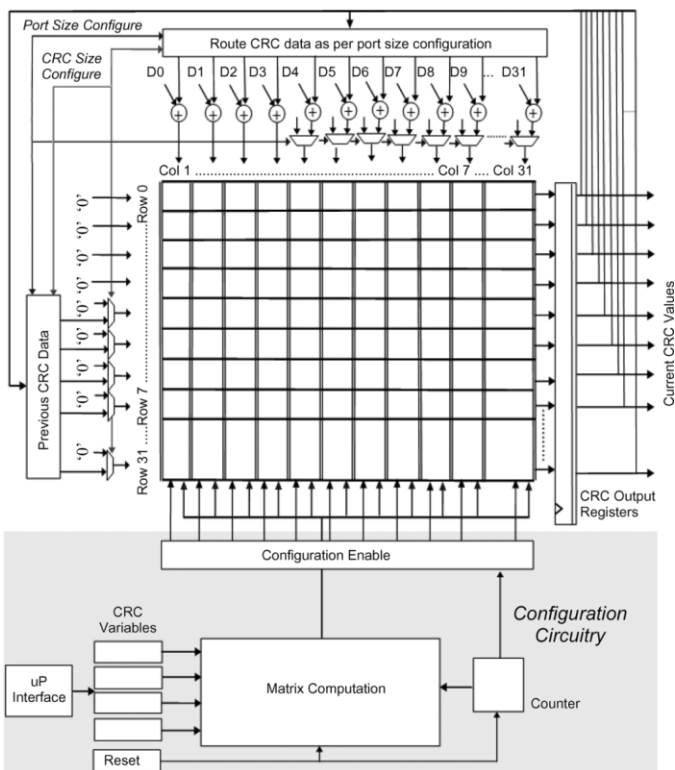 Port Size Configure
Route CRC data as per port size configuration
CRC Size
Configure
D0 D1 D2 D3 D4 D5 D6 D7 D8 D9 ... D31
+ + + + + + + + + + +
Col 1 Col 7 .... Col 31
Row 0
Row 7
Row 31
'0'
'0'
'0'
'0'
'0'
'0'
'0'
'0'
'0'
Previous CRC Data
Current CRC Values
CRC Output
Registers
Configuration Enable
CRC
Variables
Configuration
Circuitry
uP
Interface
Matrix Computation
Counter
Reset